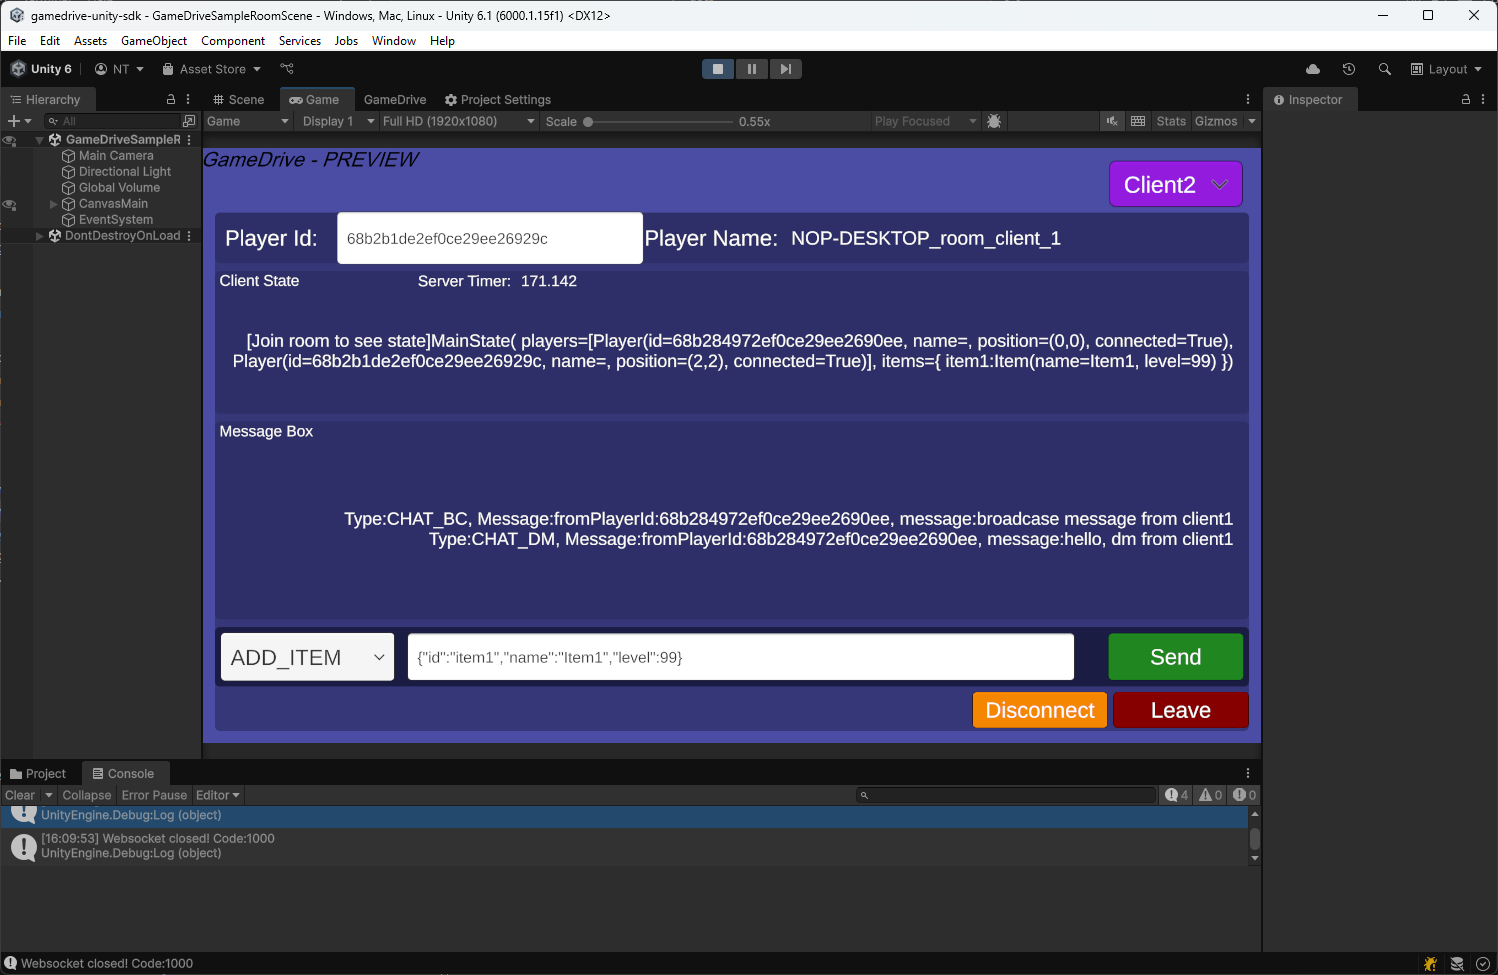 gamedrive-unity-sdk - GameDriveSampleRoomScene - Windows, Mac, Linux - Unity 6.1 (6000.1.15f1) <DX12>
File Edit Assets GameObject Component Services Jobs Window Help
Unity 6 NT Asset Store Layout
Hierarchy Scene Game GameDrive Project Settings Inspector
All Game Display 1 Full HD (1920x1080) Scale 0.55x Play Focused Stats Gizmos
GameDriveSampleR
Main Camera
Directional Light
Global Volume
CanvasMain
EventSystem
DontDestroyOnLoad
GameDrive - PREVIEW
Client2
Player Id: 68b2b1de2ef0ce29ee26929c Player Name: NOP-DESKTOP_room_client_1
Client State Server Timer: 171.142
[Join room to see state]MainState( players=[Player(id=68b284972ef0ce29ee2690ee, name=, position=(0,0), connected=True),
Player(id=68b2b1de2ef0ce29ee26929c, name=, position=(2,2), connected=True)], items={ item1:Item(name=Item1, level=99) })
Message Box
Type:CHAT_BC, Message:fromPlayerId:68b284972ef0ce29ee2690ee, message:broadcase message from client1
Type:CHAT_DM, Message:fromPlayerId:68b284972ef0ce29ee2690ee, message:hello, dm from client1
ADD_ITEM {"id":"item1","name":"Item1","level":99} Send
Disconnect Leave
Project Console
Clear Collapse Error Pause Editor 4 0 0
UnityEngine.Debug:Log (object)
[16:09:53] Websocket closed! Code:1000
UnityEngine.Debug:Log (object)
Websocket closed! Code:1000